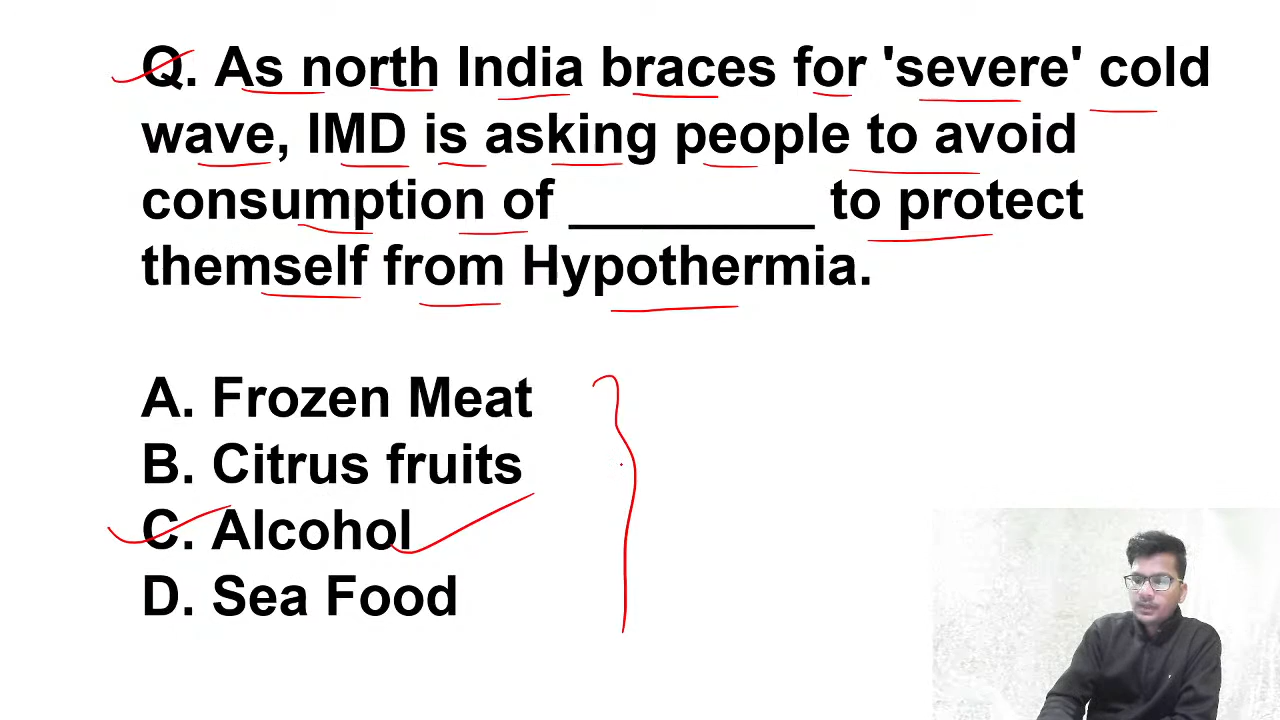 Q. As north India braces for 'severe' cold
wave, IMD is asking people to avoid
consumption of _________ to protect
themself from Hypothermia.
A. Frozen Meat
B. Citrus fruits
C. Alcohol
D. Sea Food